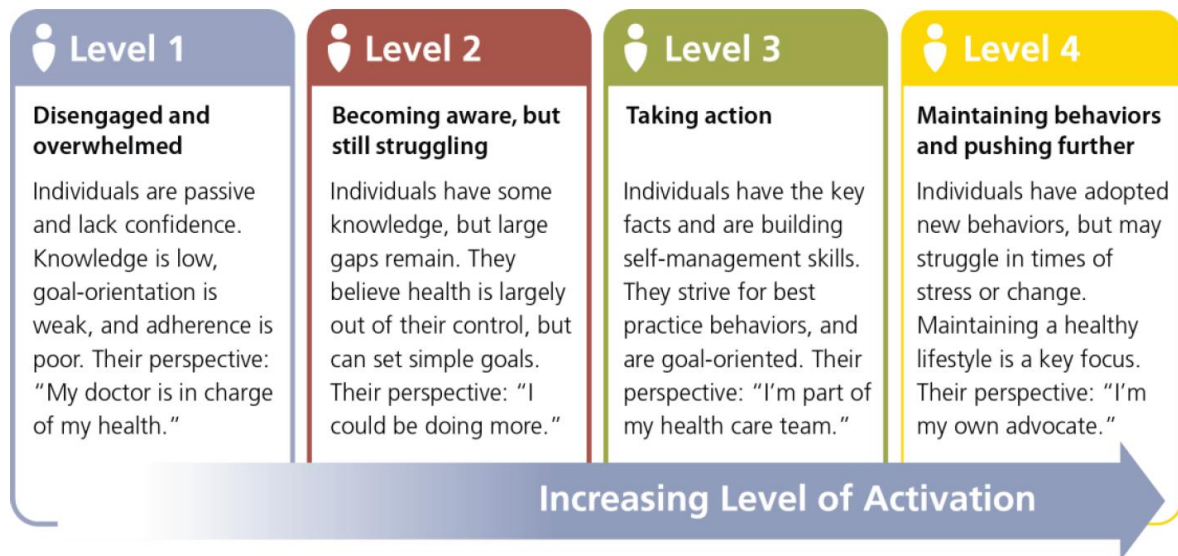 Level 1
Disengaged and
overwhelmed
Individuals are passive
and lack confidence.
Knowledge is low,
goal-orientation is
weak, and adherence is
poor. Their perspective:
“My doctor is in charge
of my health.”
Level 2
Becoming aware, but
still struggling
Individuals have some
knowledge, but large
gaps remain. They
believe health is largely
out of their control, but
can set simple goals.
Their perspective: “I
could be doing more.”
Level 3
Taking action
Individuals have the key
facts and are building
self-management skills.
They strive for best
practice behaviors, and
are goal-oriented. Their
perspective: “I’m part of
my health care team.”
Level 4
Maintaining behaviors
and pushing further
Individuals have adopted
new behaviors, but may
struggle in times of
stress or change.
Maintaining a healthy
lifestyle is a key focus.
Their perspective: “I’m
my own advocate.”
Increasing Level of Activation